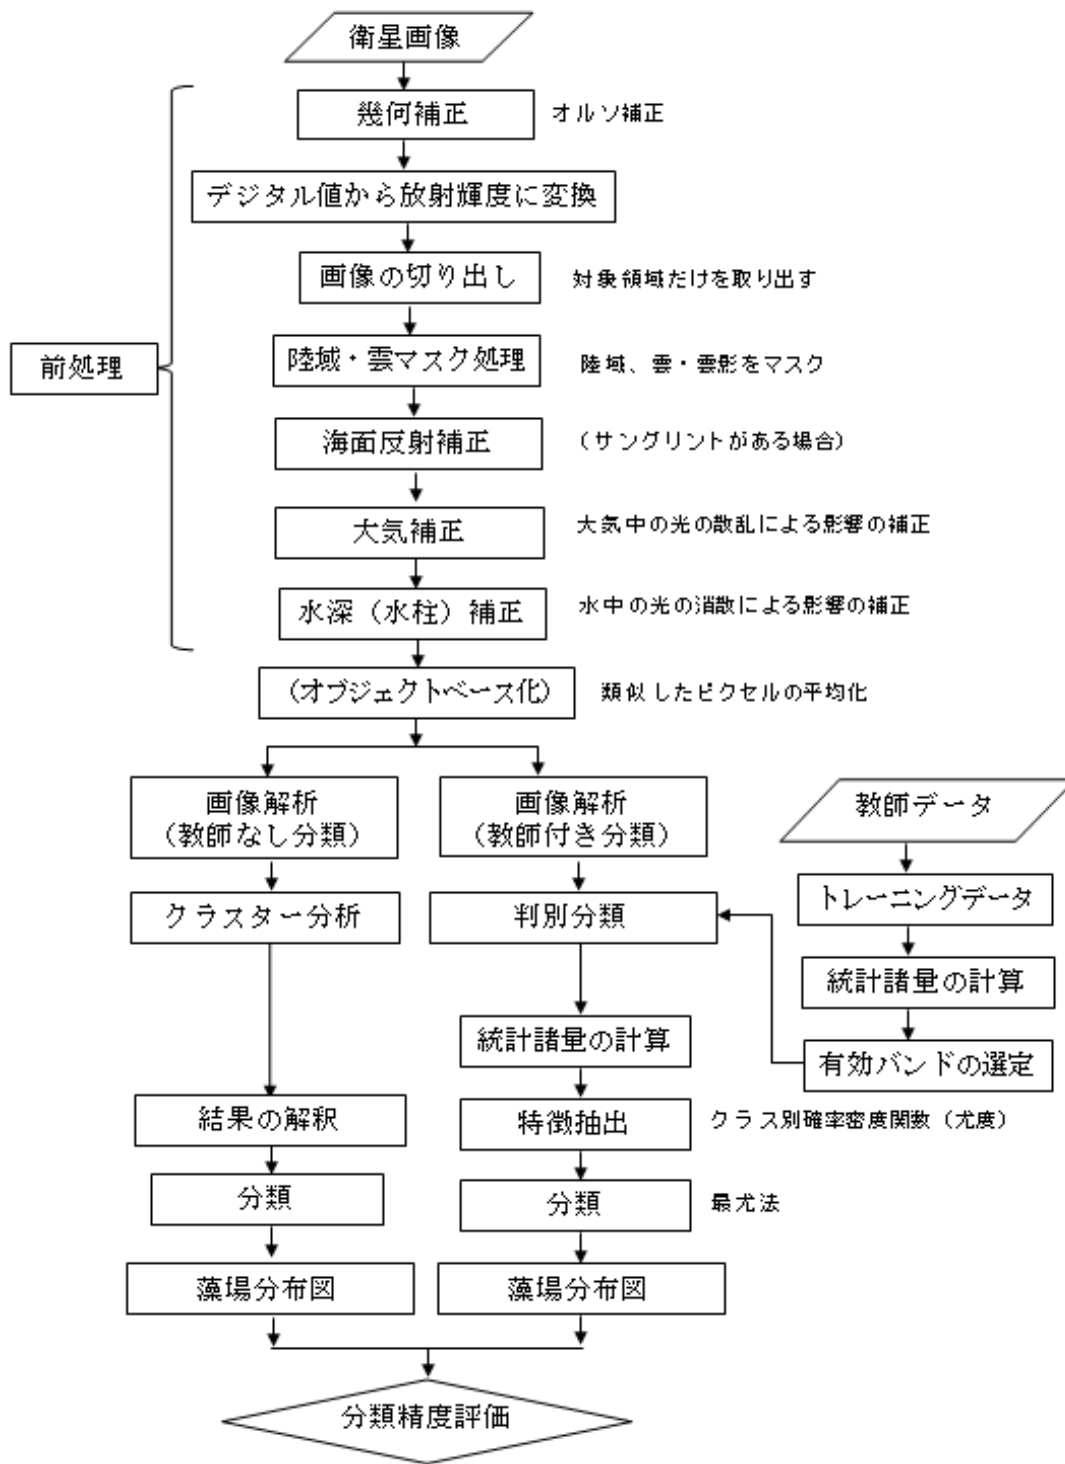 衛星画像
幾何補正
オルソ補正
デジタル値から放射輝度に変換
画像の切り出し
対象領域だけを取り出す
前処理
陸域・雲マスク処理
陸域、雲・雲影をマスク
海面反射補正
（サングリントがある場合）
大気補正
大気中の光の散乱による影響の補正
水深（水柱）補正
水中の光の消散による影響の補正
（オブジェクトベース化）
類似したピクセルの平均化
画像解析
（教師なし分類）
画像解析
（教師付き分類）
教師データ
クラスター分析
判別分類
トレーニングデータ
統計諸量の計算
有効バンドの選定
統計諸量の計算
結果の解釈
特徴抽出
クラス別確率密度関数（尤度）
分類
分類
最尤法
藻場分布図
藻場分布図
分類精度評価